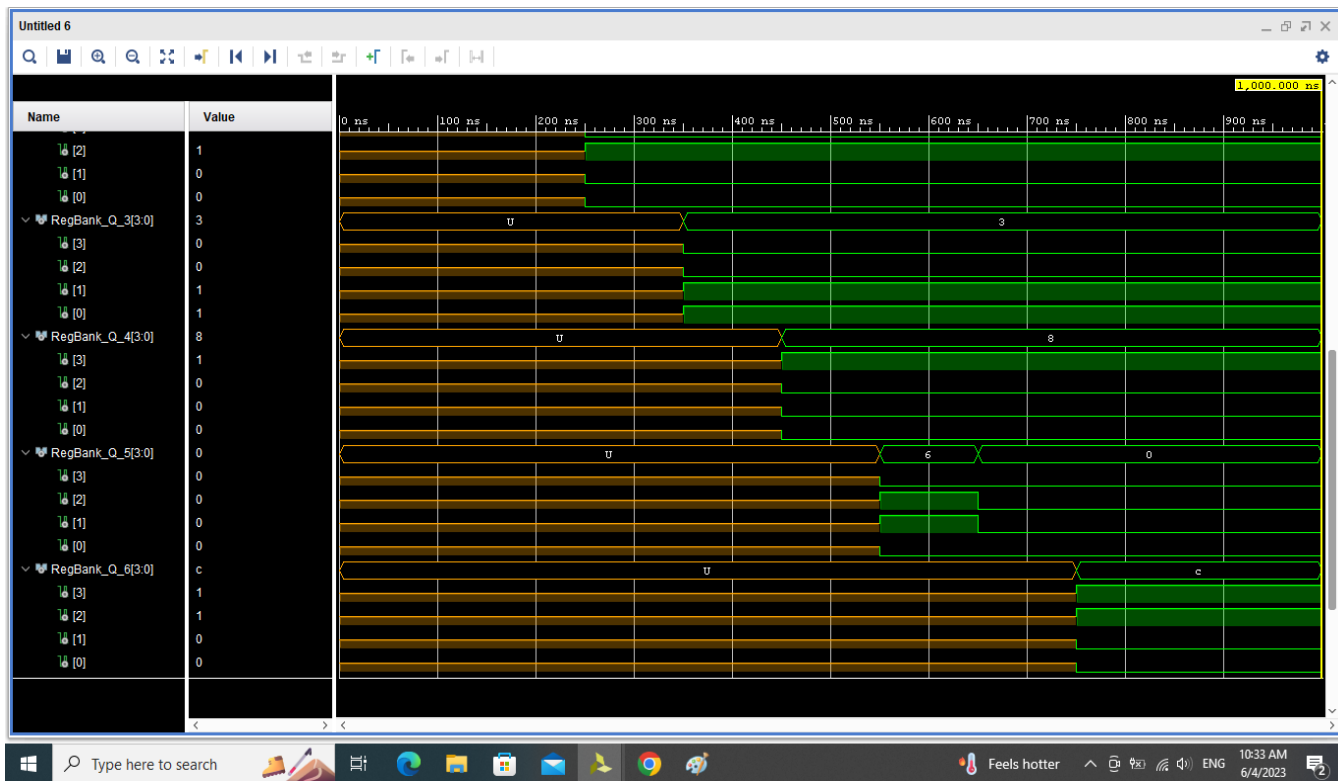 Untitled 6
1,000.000 ns
Name Value
0 ns 100 ns 200 ns 300 ns 400 ns 500 ns 600 ns 700 ns 800 ns 900 ns
[2] 1
[1] 0
[0] 0
RegBank_Q_3[3:0] 3 U 3
[3] 0
[2] 0
[1] 1
[0] 1
RegBank_Q_4[3:0] 8 U 8
[3] 1
[2] 0
[1] 0
[0] 0
RegBank_Q_5[3:0] 0 U 6 0
[3] 0
[2] 0
[1] 0
[0] 0
RegBank_Q_6[3:0] c U c
[3] 1
[2] 1
[1] 0
[0] 0
Type here to search Feels hotter ENG 10:33 AM
6/4/2023 2